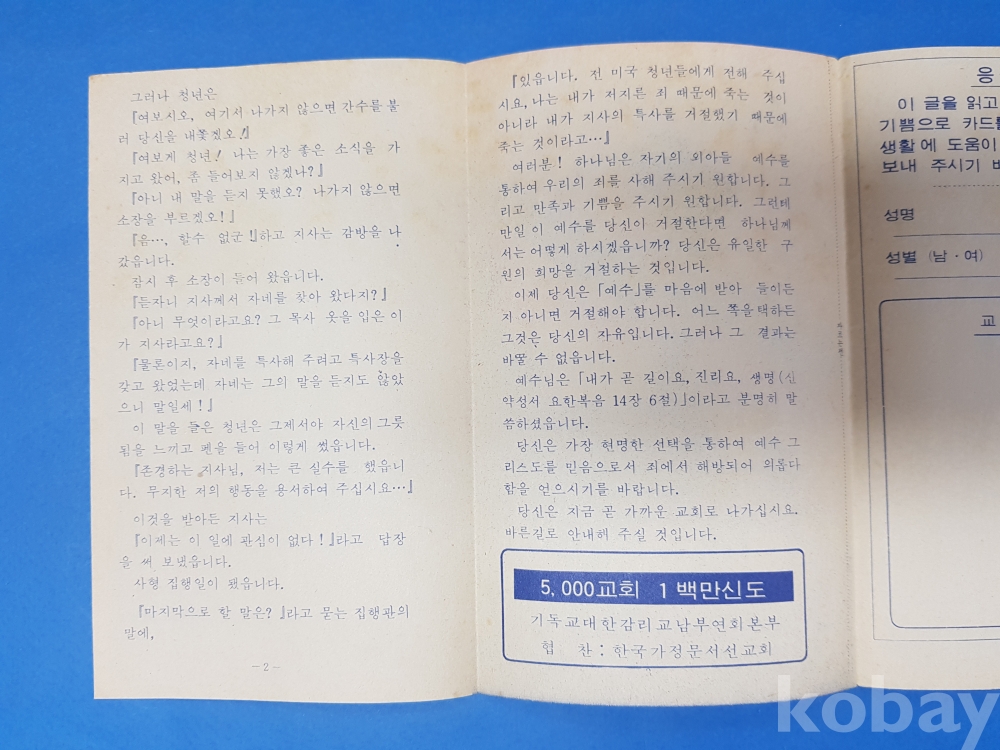 그러나 청년은
『여보시오, 여기서 나가지 않으면 간수를 불
러 당신을 내쫓겠오!』
『여보게 청년! 나는 가장 좋은 소식을 가
지고 왔어, 좀 들어보지 않겠나?』
『아니 내 말을 듣지 못했오? 나가지 않으면
소장을 부르겠오!』
『음…, 할수 없군!』하고 지사는 감방을 나
갔읍니다.
잠시 후 소장이 들어 왔읍니다.
『듣자니 지사께서 자네를 찾아 왔다지?』
『아니 무엇이라고요? 그 목사 옷을 입은 이
가 지사라고요?』
『물론이지, 자네를 특사해 주려고 특사장을
갖고 왔었는데 자네는 그의 말을 듣지도 않았
으니 말일세!』
이 말을 들은 청년은 그제서야 자신의 그릇
됨을 느끼고 펜을 들어 이렇게 썼읍니다.
『존경하는 지사님, 저는 큰 실수를 했읍니
다. 무지한 저의 행동을 용서하여 주십시요…』
이것을 받아든 지사는
『이제는 이 일에 관심이 없다!』라고 답장
을 써 보냈읍니다.
사형 집행일이 됐읍니다.
『마지막으로 할 말은?』라고 묻는 집행관의
말에,
－2－
『있읍니다. 전 미국 청년들에게 전해 주십
시요, 나는 내가 저지른 죄 때문에 죽는 것이
아니라 내가 지사의 특사를 거절했기 때문에
죽는 것이라고…』
여러분! 하나님은 자기의 외아들 예수를
통하여 우리의 죄를 사해 주시기 원합니다. 그
리고 만족과 기쁨을 주시기 원합니다. 그런데
만일 이 예수를 당신이 거절한다면 하나님께
서는 어떻게 하시겠읍니까? 당신은 유일한 구
원의 희망을 거절하는 것입니다.
이제 당신은 「예수」를 마음에 받아 들이든
지 아니면 거절해야 합니다. 어느 쪽을 택하든
그것은 당신의 자유입니다. 그러나 그 결과는
바꿀 수 없읍니다.
예수님은 「내가 곧 길이요, 진리요, 생명(신
약성서 요한복음 14장 6절)」이라고 분명히 말
씀하셨읍니다.
당신은 가장 현명한 선택을 통하여 예수 그
리스도를 믿음으로서 죄에서 해방되어 의롭다
함을 얻으시기를 바랍니다.
당신은 지금 곧 가까운 교회로 나가십시요.
바른길로 안내해 주실 것입니다.
5,000교회 1백만신도
기독교대한감리교남부연회본부
협 찬 : 한국가정문서선교회
응
이 글을 읽고
기쁨으로 카드를
생활에 도움이
보내 주시기 바
성명
성별 (남·여)
교
kobay